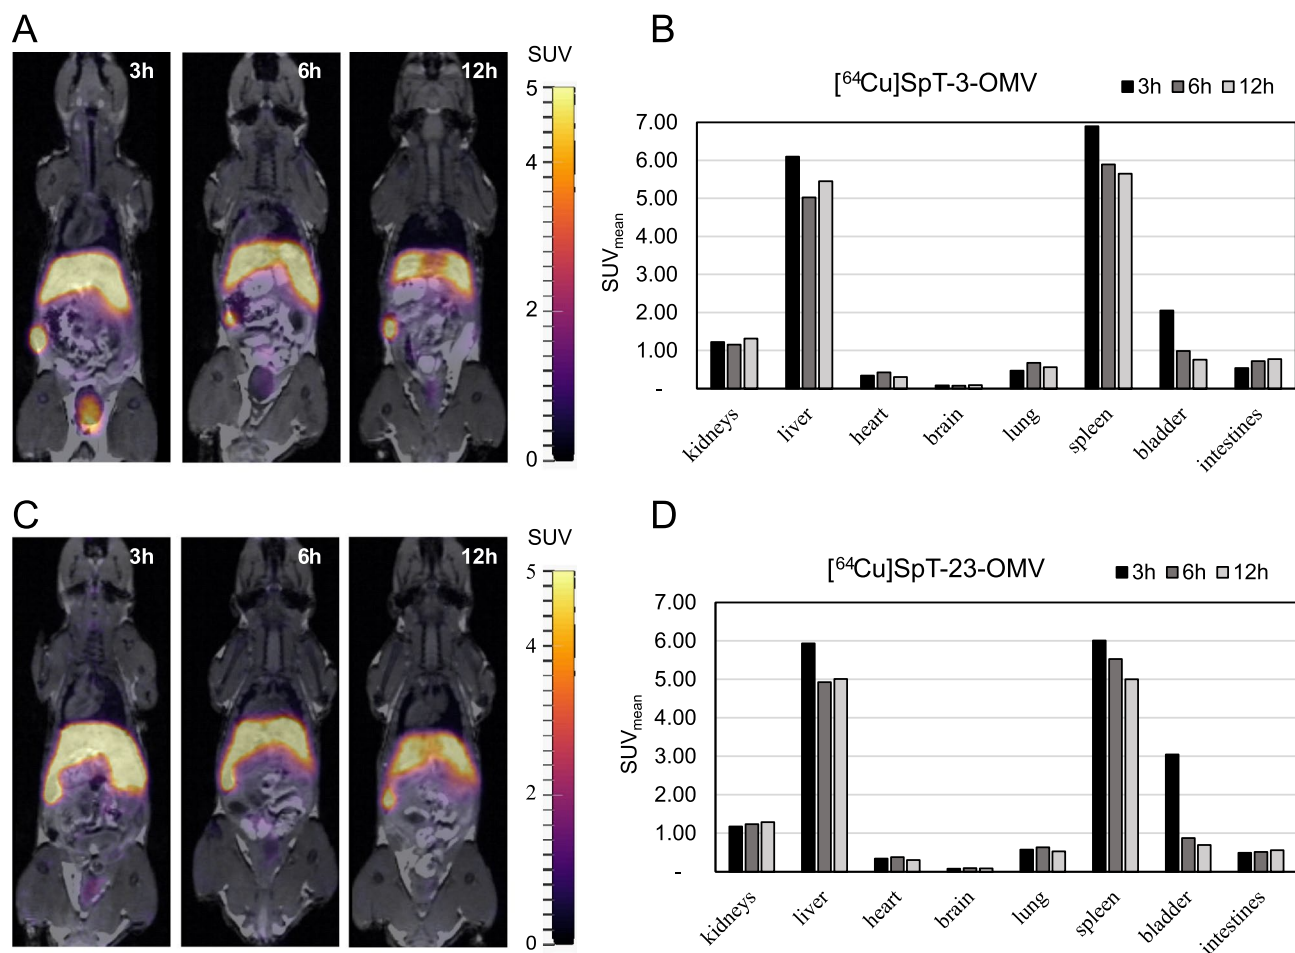 A
3h
6h
12h
SUV
5
4
2
0
B
[⁶⁴Cu]SpT-3-OMV
3h 6h 12h
7.00
6.00
5.00
4.00
3.00
2.00
1.00
-
SUVmean
kidneys
liver
heart
brain
lung
spleen
bladder
intestines
C
3h
6h
12h
SUV
5
4
2
0
D
[⁶⁴Cu]SpT-23-OMV
3h 6h 12h
7.00
6.00
5.00
4.00
3.00
2.00
1.00
-
SUVmean
kidneys
liver
heart
brain
lung
spleen
bladder
intestines